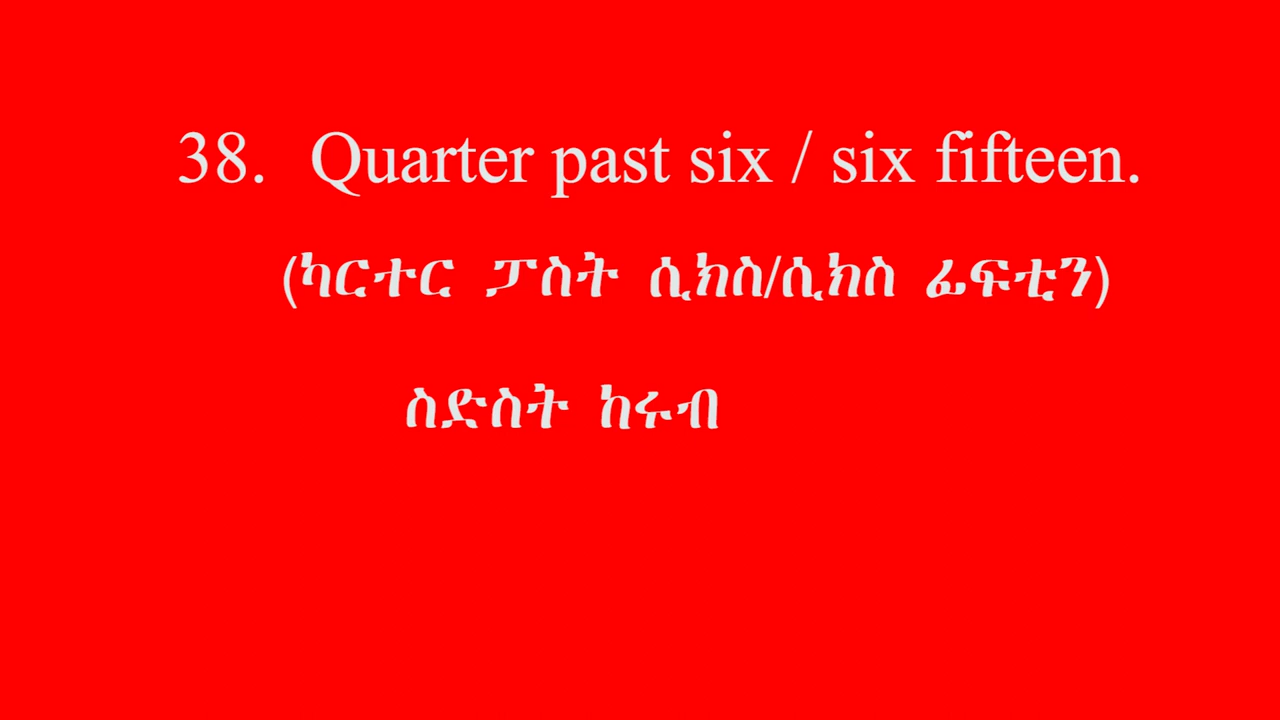 38. Quarter past six / six fifteen.
(ካርተር ፓስት ሲክስ/ሲክስ ፊፍቲን)
ስድስት ከሩብ